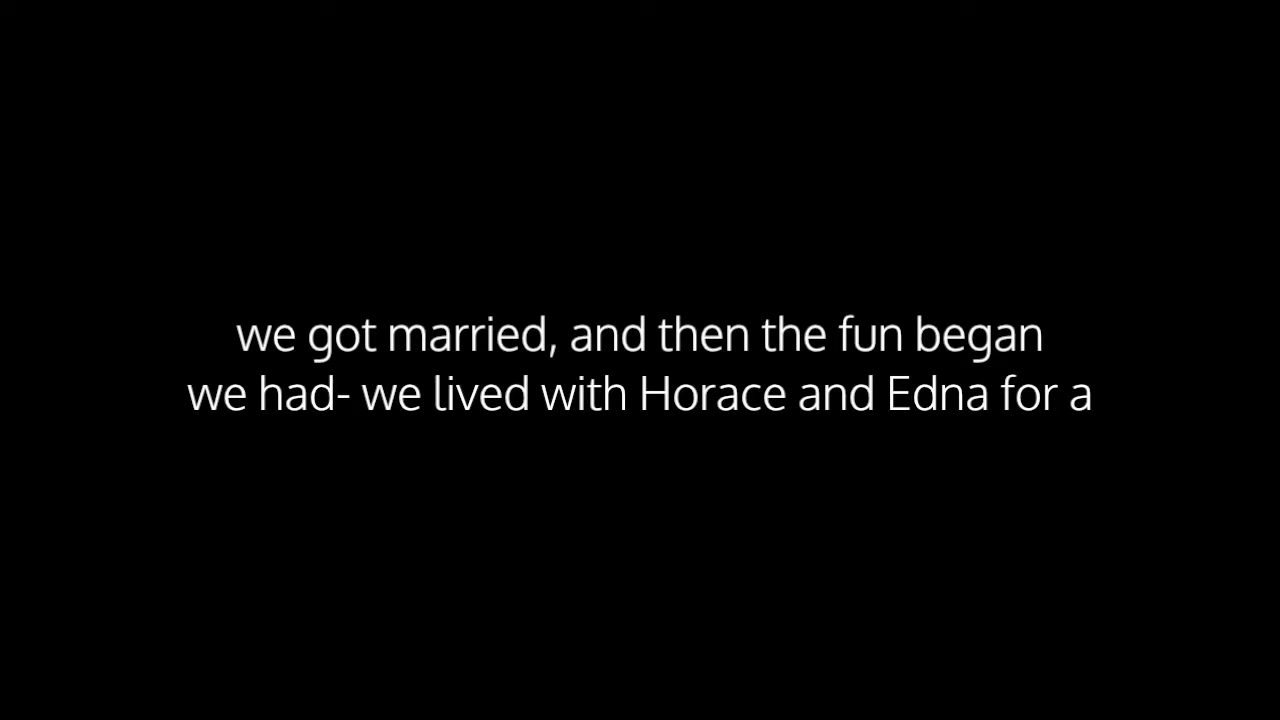 we got married, and then the fun began
we had- we lived with Horace and Edna for a